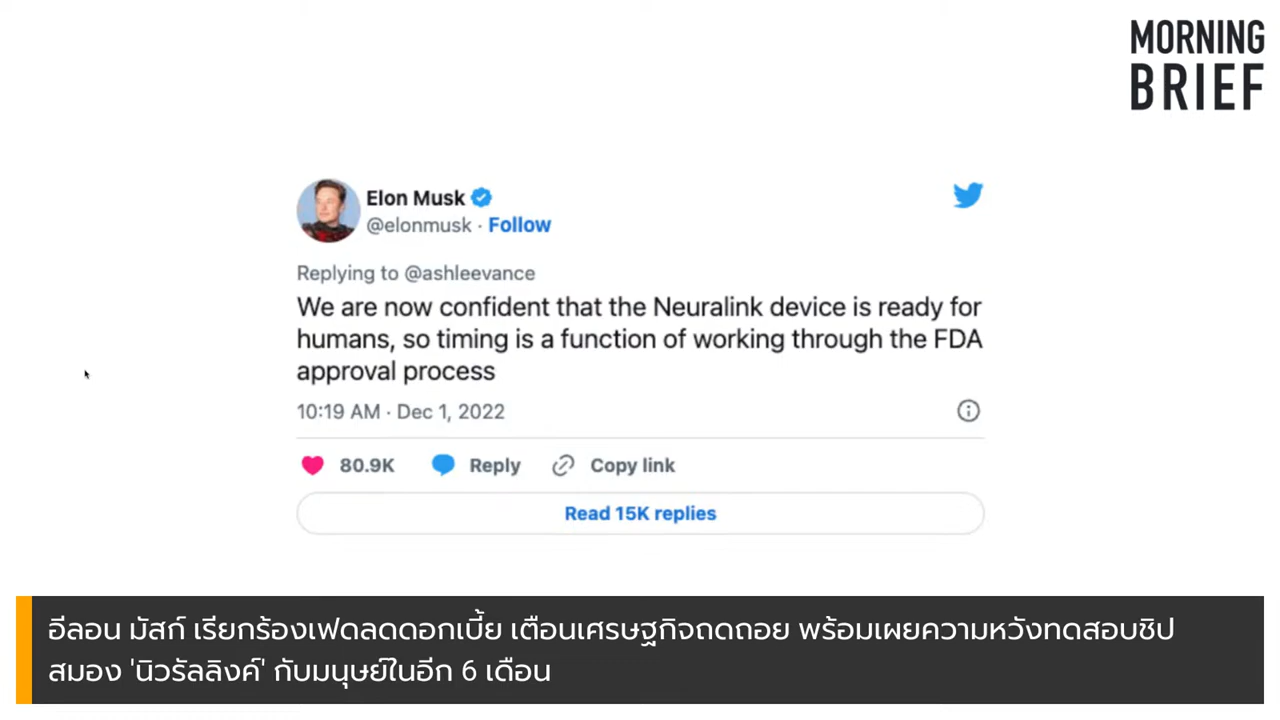 MORNING
BRIEF
Elon Musk
@elonmusk · Follow
Replying to @ashleevance
We are now confident that the Neuralink device is ready for
humans, so timing is a function of working through the FDA
approval process
10:19 AM · Dec 1, 2022
80.9K Reply Copy link
Read 15K replies
อีลอน มัสก์ เรียกร้องเฟดลดดอกเบี้ย เตือนเศรษฐกิจถดถอย พร้อมเผยความหวังทดสอบชิป
สมอง 'นิวรัลลิงค์' กับมนุษย์ในอีก 6 เดือน